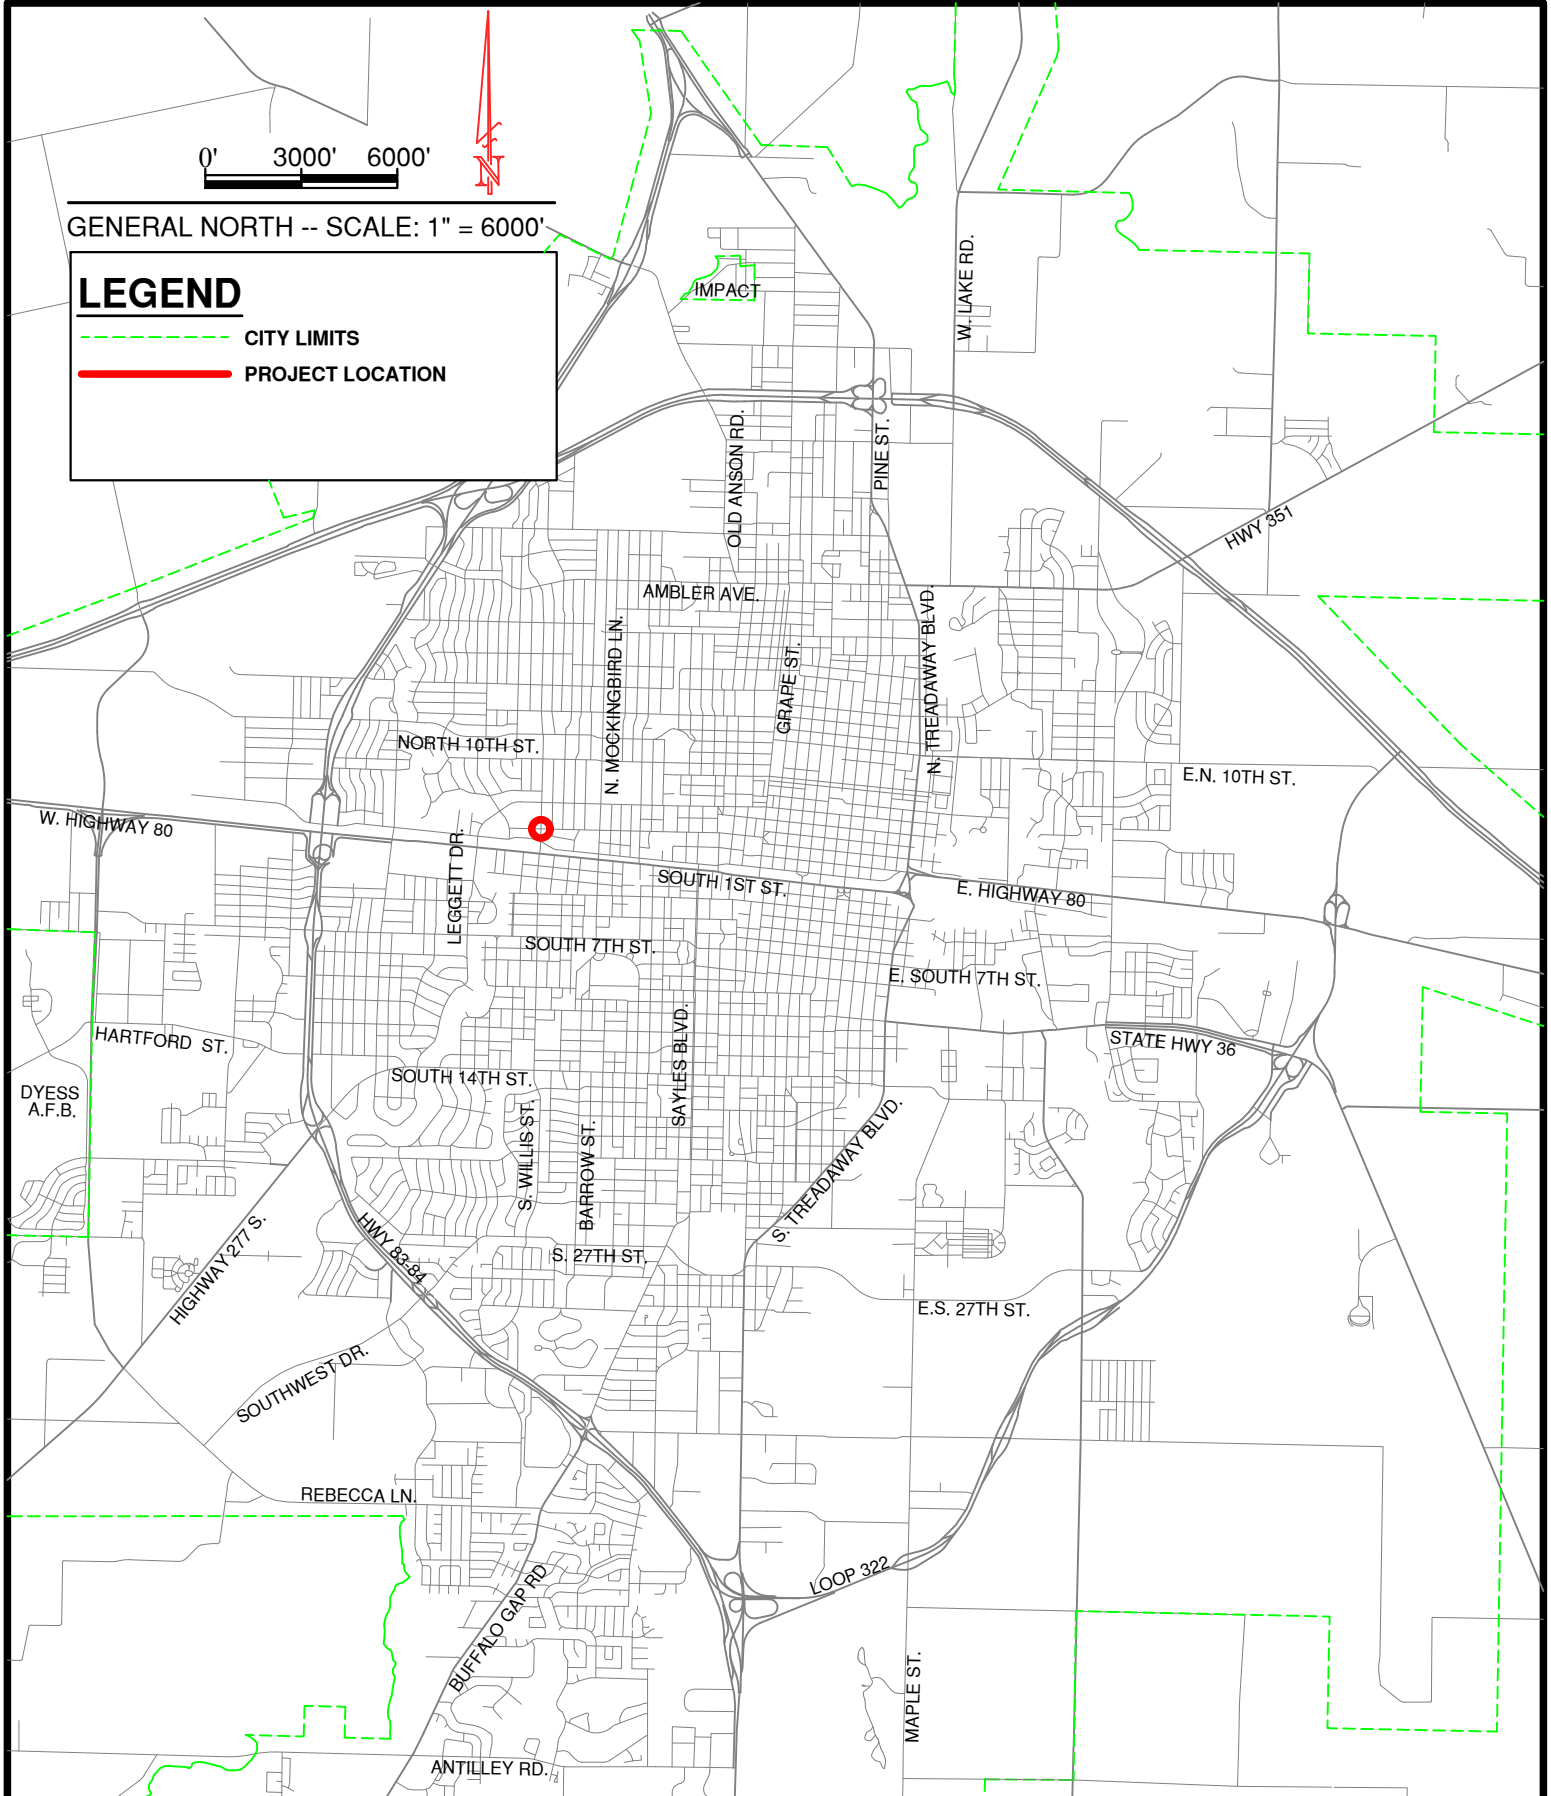 0' 3000' 6000'
N
GENERAL NORTH -- SCALE: 1" = 6000'
LEGEND
CITY LIMITS
PROJECT LOCATION
IMPACT
W. LAKE RD.
OLD ANSON RD.
PINE ST.
HWY 351
AMBLER AVE.
N. MOCKINGBIRD LN.
GRAPE ST.
N. TREADAWAY BLVD.
NORTH 10TH ST.
E.N. 10TH ST.
W. HIGHWAY 80
LEGGETT DR.
SOUTH 1ST ST.
E. HIGHWAY 80
SOUTH 7TH ST.
E. SOUTH 7TH ST.
HARTFORD ST.
STATE HWY 36
SAYLES BLVD.
SOUTH 14TH ST.
DYESS
A.F.B.
S. WILLIS ST.
BARROW ST.
S. TREADAWAY BLVD.
HIGHWAY 277 S.
HWY 83-84
S. 27TH ST.
E.S. 27TH ST.
SOUTHWEST DR.
REBECCA LN.
LOOP 322
BUFFALO GAP RD
MAPLE ST.
ANTILLEY RD.